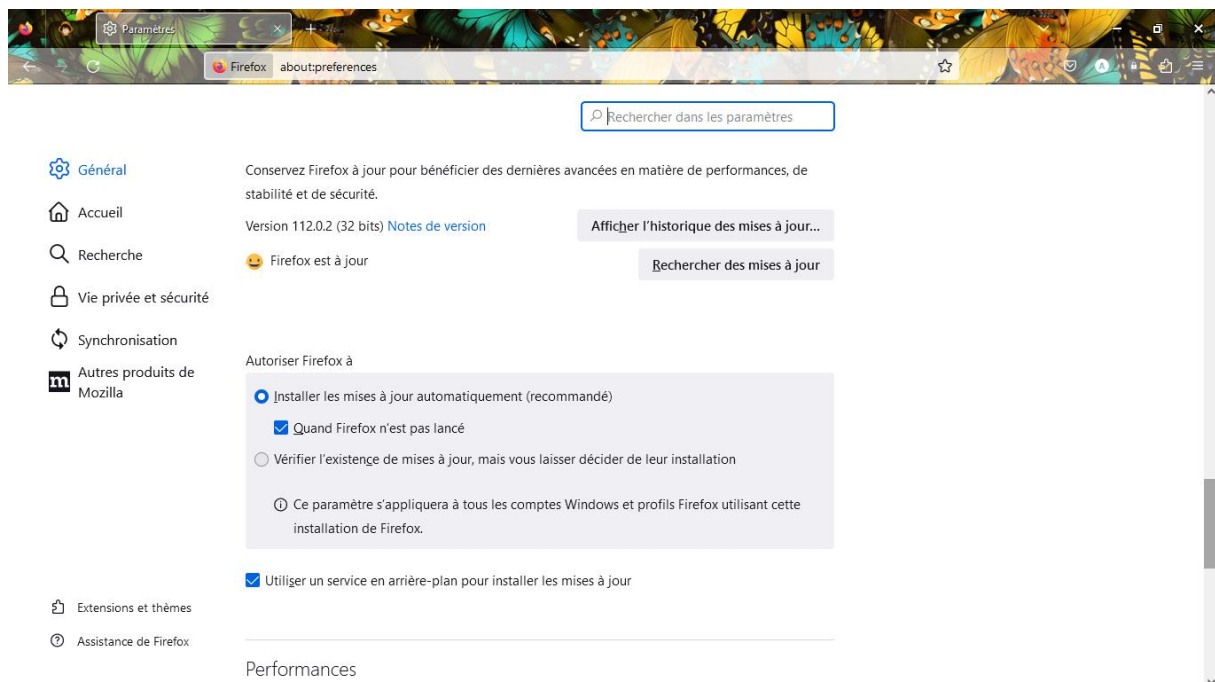 Paramètres
Firefox about:preferences
Rechercher dans les paramètres
Général
Accueil
Recherche
Vie privée et sécurité
Synchronisation
Autres produits de
Mozilla
Extensions et thèmes
Assistance de Firefox
Conservez Firefox à jour pour bénéficier des dernières avancées en matière de performances, de
stabilité et de sécurité.
Version 112.0.2 (32 bits) Notes de version
Afficher l'historique des mises à jour...
Firefox est à jour
Rechercher des mises à jour
Autoriser Firefox à
Installer les mises à jour automatiquement (recommandé)
Quand Firefox n'est pas lancé
Vérifier l'existence de mises à jour, mais vous laisser décider de leur installation
Ce paramètre s'appliquera à tous les comptes Windows et profils Firefox utilisant cette
installation de Firefox.
Utiliser un service en arrière-plan pour installer les mises à jour
Performances